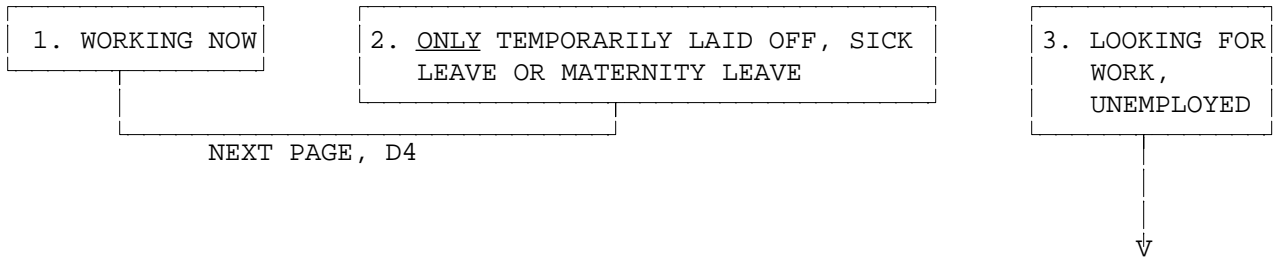 1. WORKING NOW
2. ONLY TEMPORARILY LAID OFF, SICK
LEAVE OR MATERNITY LEAVE
3. LOOKING FOR
WORK,
UNEMPLOYED
NEXT PAGE, D4